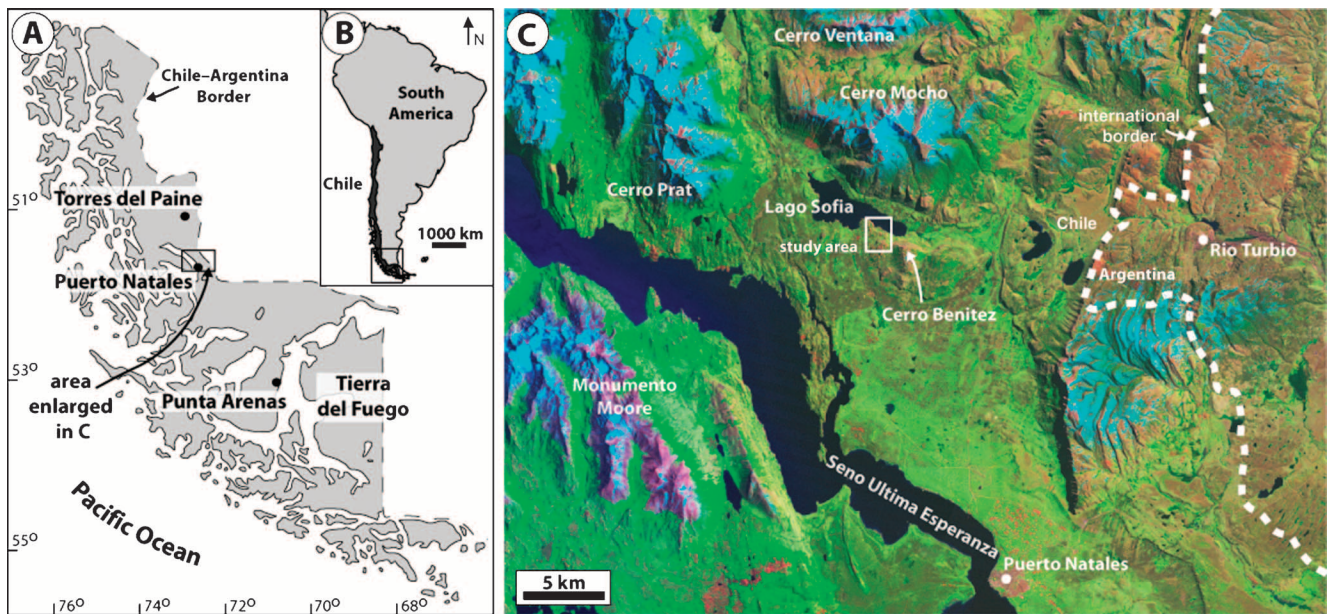 A
Chile–Argentina
Border
51°
Torres del Paine
Puerto Natales
53°
area
enlarged
in C
Punta Arenas
Tierra
del Fuego
Pacific Ocean
55°
76°
74°
72°
70°
68°
B
N
South
America
Chile
1000 km
C
Cerro Ventana
Cerro Mocho
international
border
Cerro Prat
Lago Sofia
study area
Chile
Rio Turbio
Argentina
Cerro Benitez
Monumento
Moore
Seno Ultima Esperanza
Puerto Natales
5 km